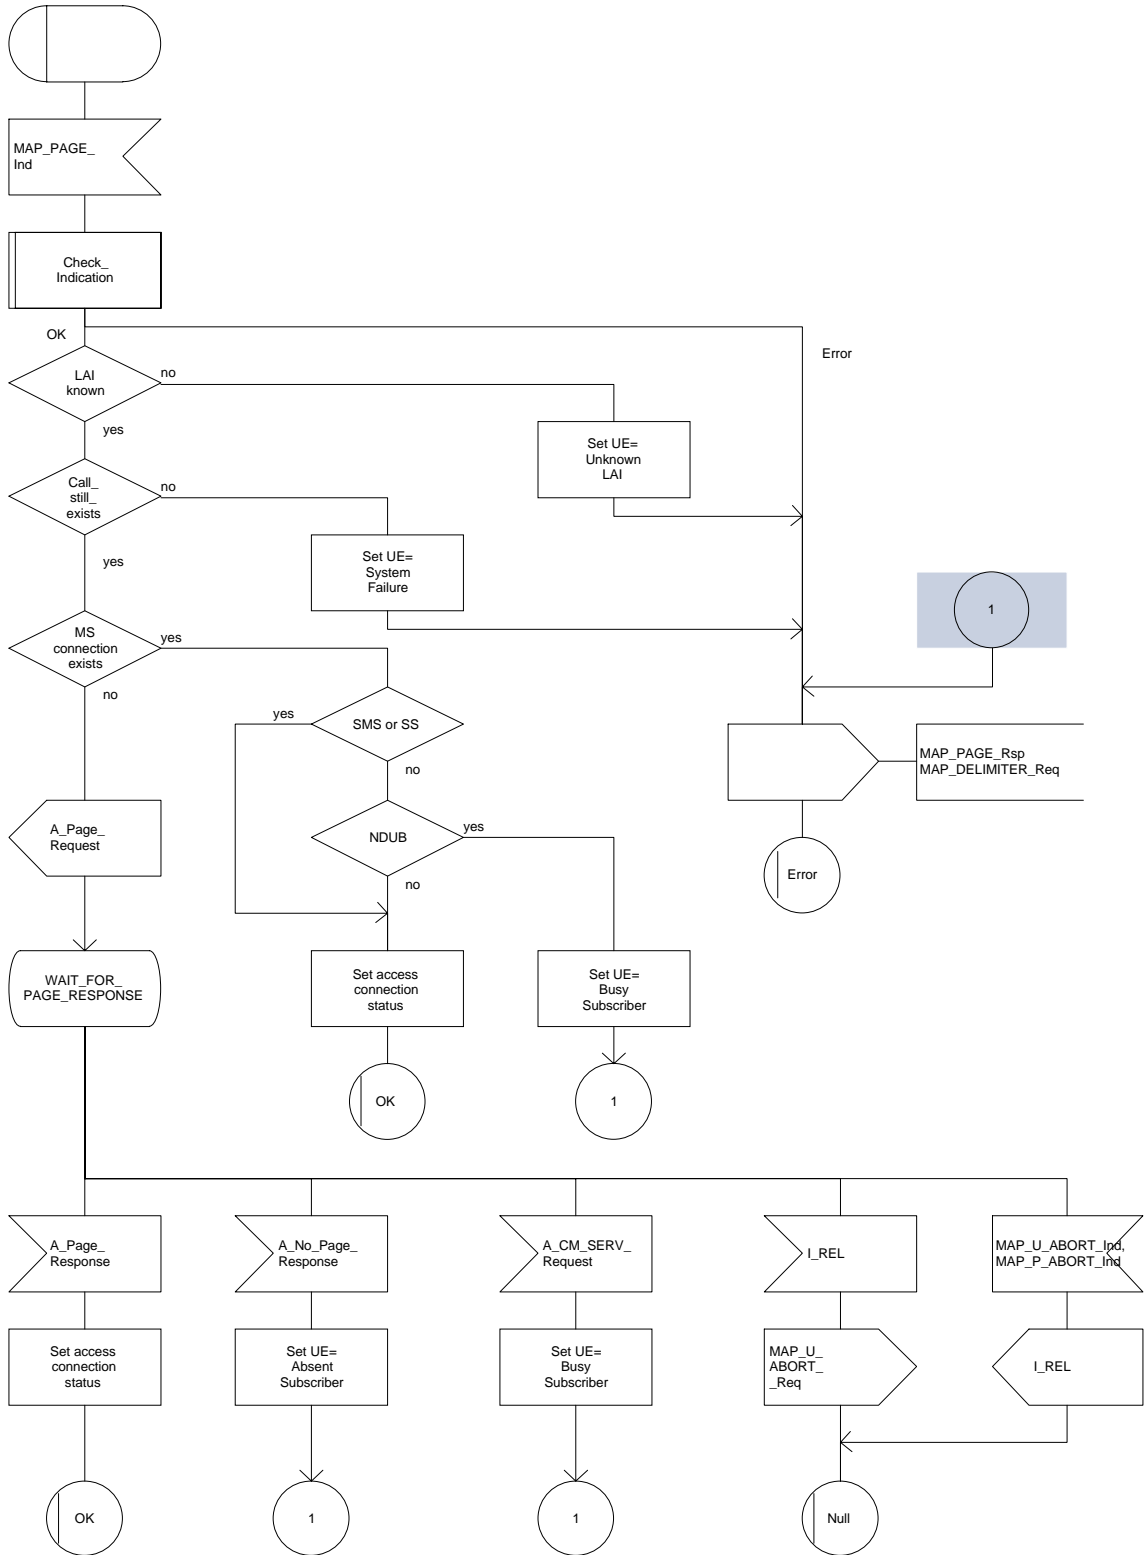 MAP_PAGE_
Ind
Check_
Indication
OK
Error
LAI
known
no
yes
Set UE=
Unknown
LAI
Call_
still_
exists
no
yes
Set UE=
System
Failure
1
MS
connection
exists
yes
no
yes
SMS or SS
no
MAP_PAGE_Rsp
MAP_DELIMITER_Req
A_Page_
Request
NDUB
yes
no
Error
WAIT_FOR_
PAGE_RESPONSE
Set access
connection
status
Set UE=
Busy
Subscriber
OK
1
A_Page_
Response
A_No_Page_
Response
A_CM_SERV_
Request
I_REL
MAP_U_ABORT_Ind,
MAP_P_ABORT_Ind
Set access
connection
status
Set UE=
Absent
Subscriber
Set UE=
Busy
Subscriber
MAP_U_
ABORT_
_Req
I_REL
OK
1
1
Null